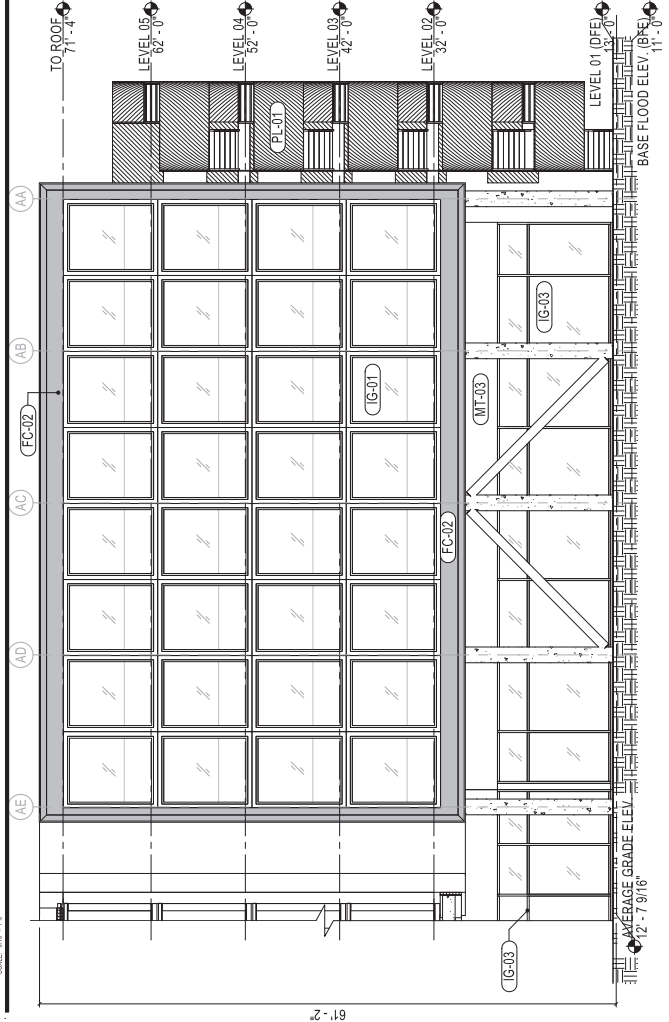 TO ROOF
71' - 4"
LEVEL 05
62' - 0"
LEVEL 04
52' - 0"
LEVEL 03
42' - 0"
LEVEL 02
32' - 0"
LEVEL 01 (DFE)
13' - 0"
BASE FLOOD ELEV. (BFE)
11' - 0"
PL-01
AA
AB
AC
AD
AE
FC-02
IG-01
FC-02
MT-03
IG-03
IG-03
AVERAGE GRADE ELEV.
12' - 7 9/16"
61' - 2"